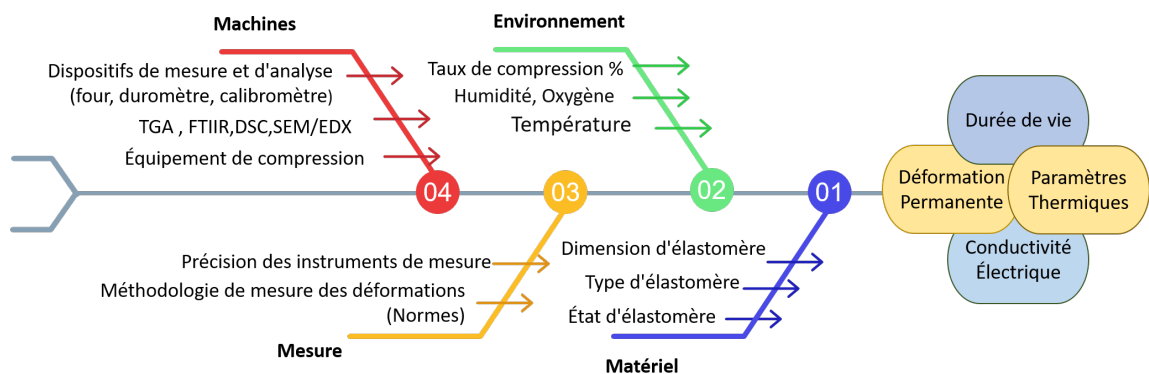 Machines
Dispositifs de mesure et d'analyse
(four, duromètre, calibromètre)
TGA , FTIIR,DSC,SEM/EDX
Équipement de compression
Environnement
Taux de compression %
Humidité, Oxygène
Température
04
03
02
01
Précision des instruments de mesure
Méthodologie de mesure des déformations
(Normes)
Mesure
Dimension d'élastomère
Type d'élastomère
État d'élastomère
Matériel
Durée de vie
Déformation
Permanente
Paramètres
Thermiques
Conductivité
Électrique